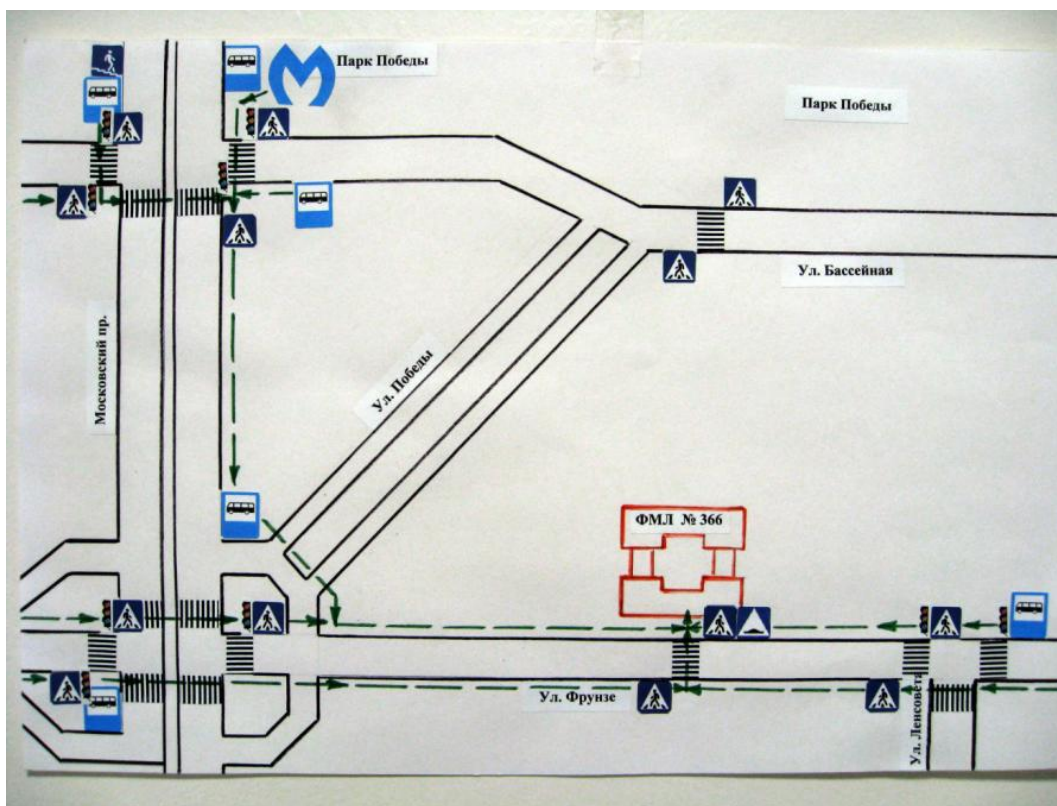 Парк Победы
Парк Победы
Ул. Бассейная
Московский пр.
Ул. Победы
ФМЛ № 366
Ул. Фрунзе
Ул. Ленсовета